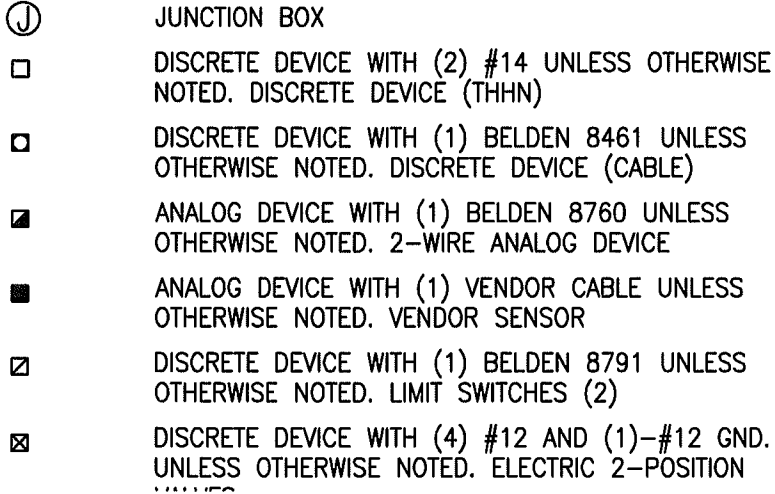 J JUNCTION BOX
DISCRETE DEVICE WITH (2) #14 UNLESS OTHERWISE
NOTED. DISCRETE DEVICE (THHN)
DISCRETE DEVICE WITH (1) BELDEN 8461 UNLESS
OTHERWISE NOTED. DISCRETE DEVICE (CABLE)
ANALOG DEVICE WITH (1) BELDEN 8760 UNLESS
OTHERWISE NOTED. 2-WIRE ANALOG DEVICE
ANALOG DEVICE WITH (1) VENDOR CABLE UNLESS
OTHERWISE NOTED. VENDOR SENSOR
DISCRETE DEVICE WITH (1) BELDEN 8791 UNLESS
OTHERWISE NOTED. LIMIT SWITCHES (2)
DISCRETE DEVICE WITH (4) #12 AND (1)-#12 GND.
UNLESS OTHERWISE NOTED. ELECTRIC 2-POSITION